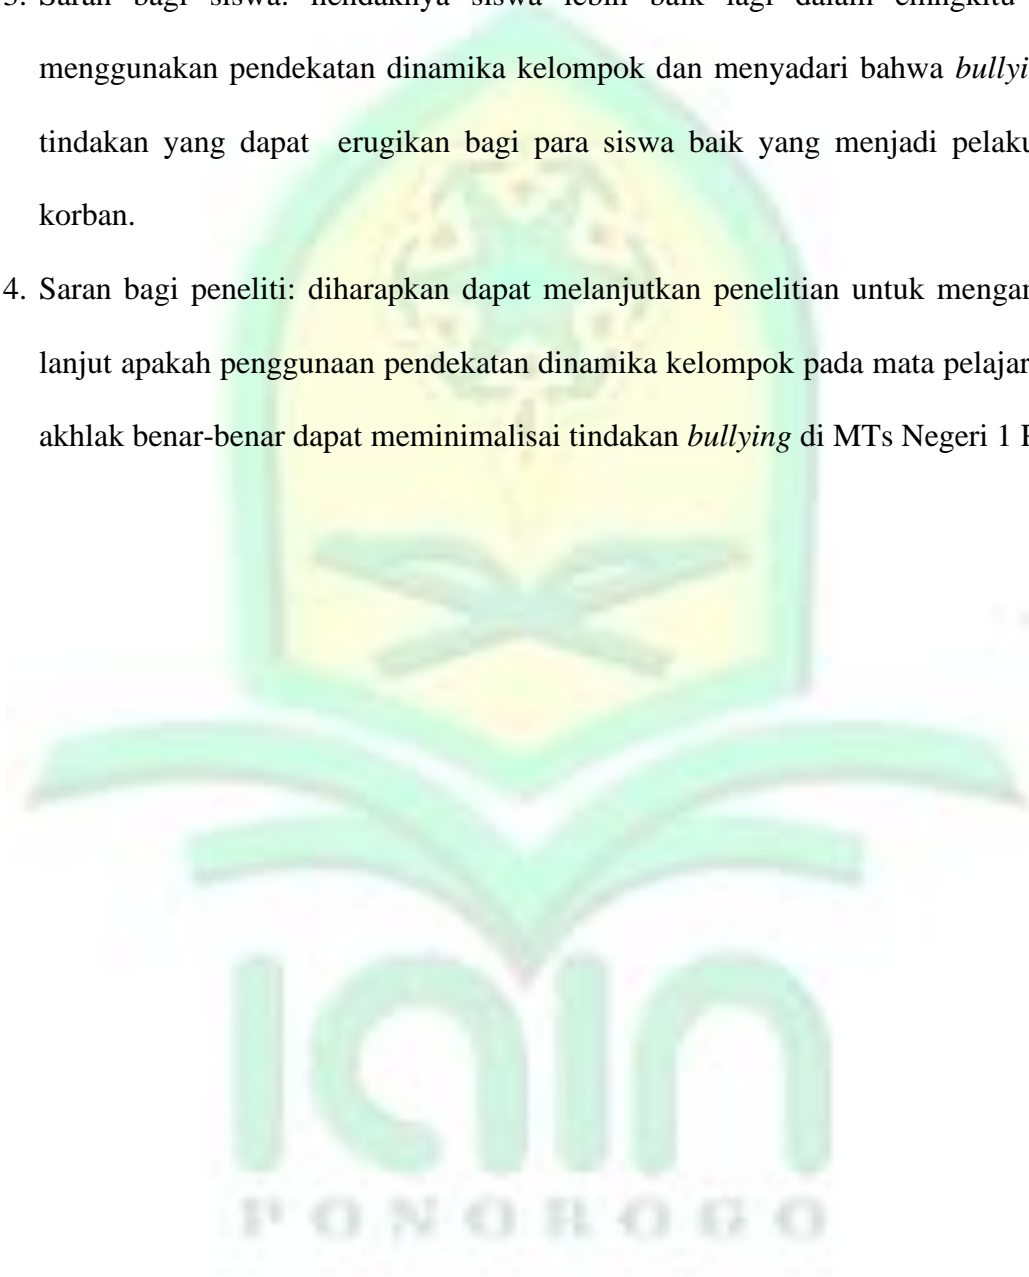 Saran bagi siswa: hendaknya siswa lebih baik lagi dalam
menggunakan pendekatan dinamika kelompok dan menyadari bahwa
tindakan yang dapat erugikan bagi para siswa baik yang menjadi pelaku
korban.
4. Saran bagi peneliti: diharapkan dapat melanjutkan penelitian untuk
lanjut apakah penggunaan pendekatan dinamika kelompok pada mata
akhlak benar-benar dapat meminimalisai tindakan bullying di MTs Negeri 1
iain
PONOROGO